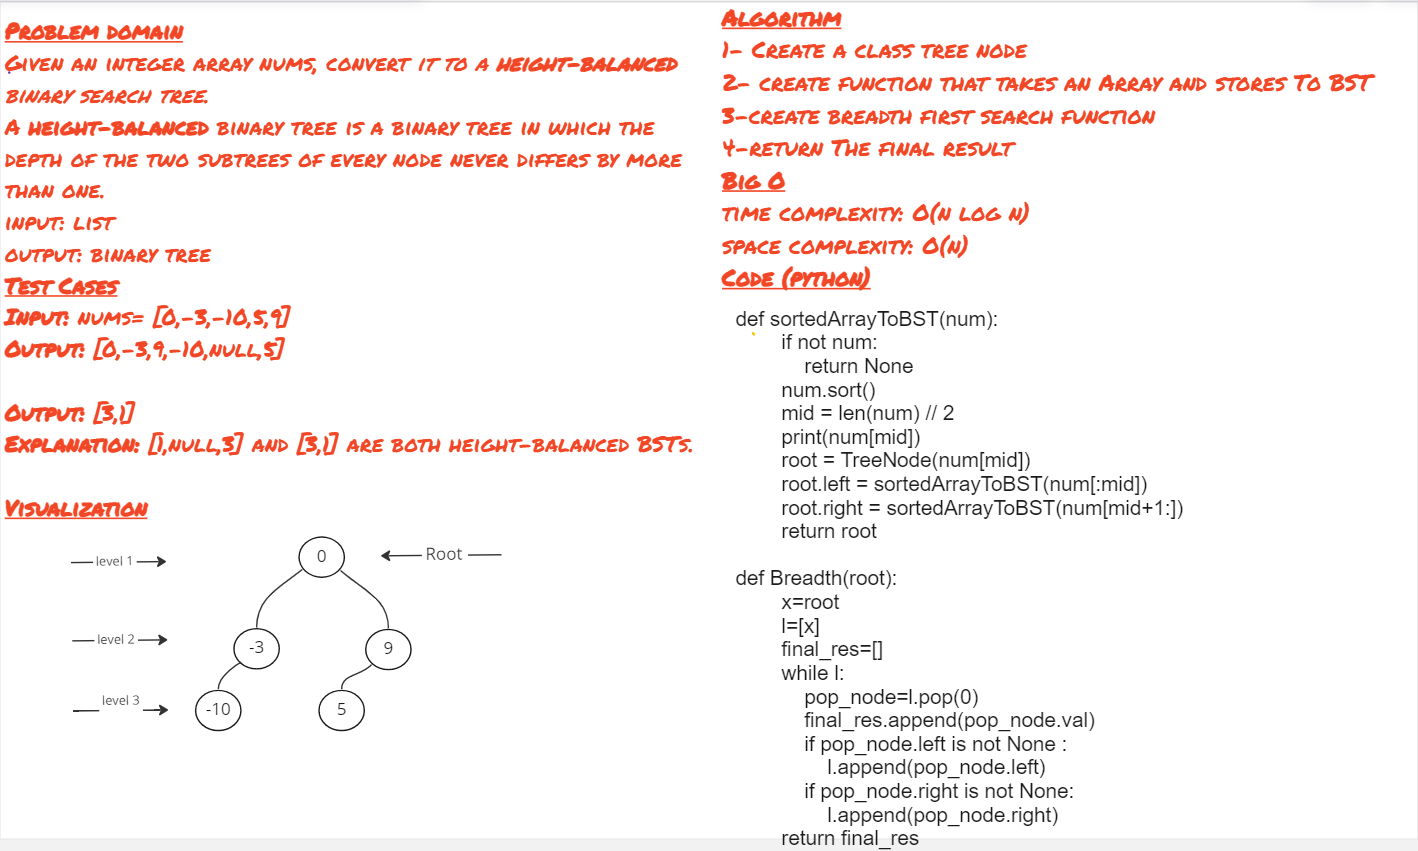 Problem domain
Given an integer array nums, convert it to a height-balanced
binary search tree.
A height-balanced binary tree is a binary tree in which the
depth of the two subtrees of every node never differs by more
than one.
input: list
output: binary tree
Test Cases
Input: nums= [0,-3,-10,5,9]
Output: [0,-3,9,-10,null,5]
Output: [3,1]
Explanation: [1,null,3] and [3,1] are both height-balanced BSTs.
Visualization
level 1
0
Root
level 2
-3
9
level 3
-10
5
Algorithm
1- Create a class tree node
2- create function that takes an Array and stores To BST
3-create breadth first search function
4-return The final result
Big O
time complexity: O(n log n)
space complexity: O(n)
Code (python)
def sortedArrayToBST(num):
if not num:
return None
num.sort()
mid = len(num) // 2
print(num[mid])
root = TreeNode(num[mid])
root.left = sortedArrayToBST(num[:mid])
root.right = sortedArrayToBST(num[mid+1:])
return root
def Breadth(root):
x=root
l=[x]
final_res=[]
while l:
pop_node=l.pop(0)
final_res.append(pop_node.val)
if pop_node.left is not None :
l.append(pop_node.left)
if pop_node.right is not None:
l.append(pop_node.right)
return final_res